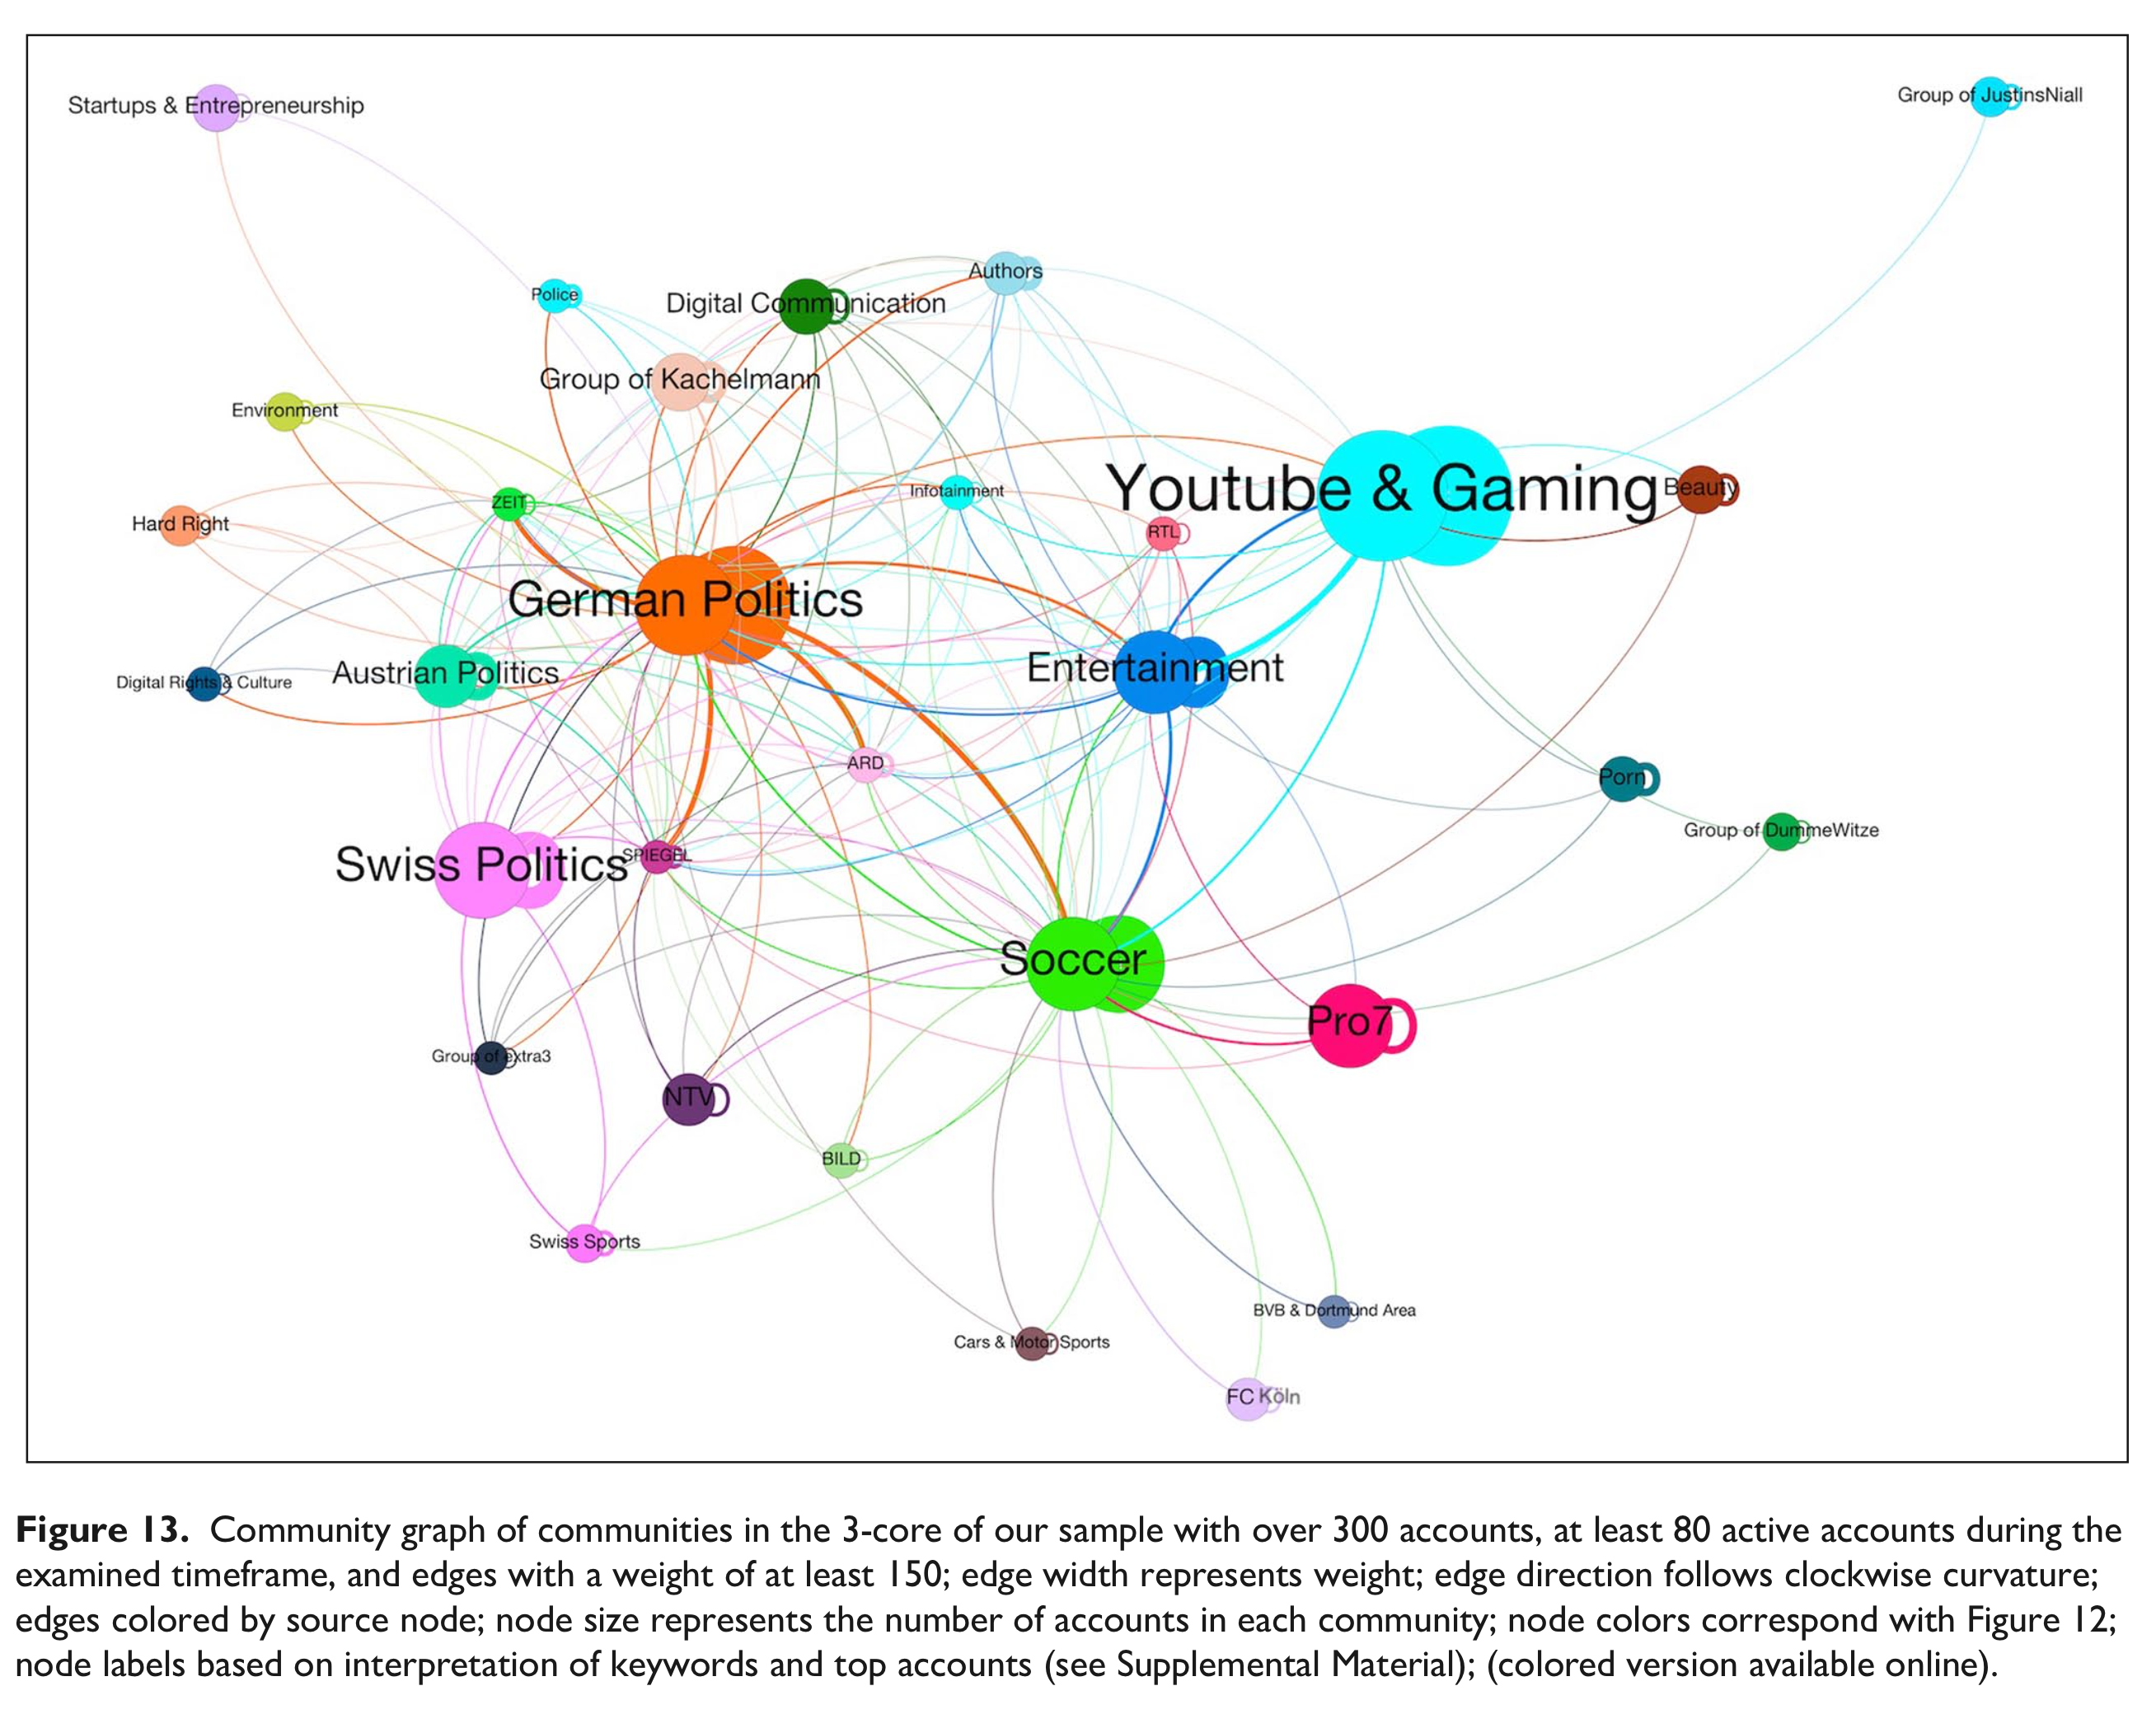 Startups & Entrepreneurship
Group of JustinsNiall
Authors
Police
Digital Communication
Group of Kachelmann
Environment
Youtube & Gaming
Beauty
Infotainment
ZEIT
Hard Right
RTL
German Politics
Entertainment
Austrian Politics
Digital Rights & Culture
ARD
Porn
Group of DummeWitze
Swiss Politics
SPIEGEL
Soccer
Pro7
Group of extra3
NTV
BILD
Swiss Sports
BVB & Dortmund Area
Cars & Motor Sports
FC Köln
Figure 13. Community graph of communities in the 3-core of our sample with over 300 accounts, at least 80 active accounts during the
examined timeframe, and edges with a weight of at least 150; edge width represents weight; edge direction follows clockwise curvature;
edges colored by source node; node size represents the number of accounts in each community; node colors correspond with Figure 12;
node labels based on interpretation of keywords and top accounts (see Supplemental Material); (colored version available online).